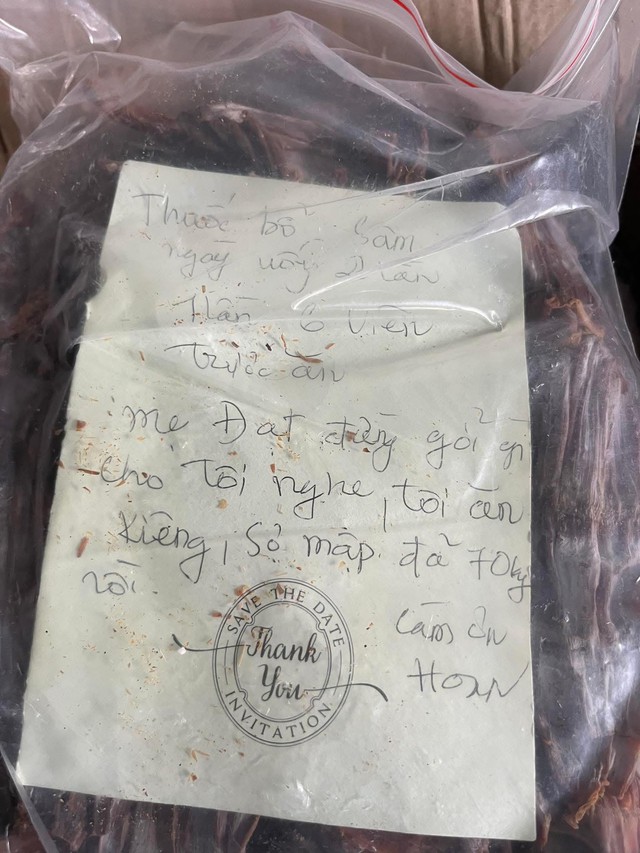 Thuốc bổ Sâm
ngày uống 2 lần
1 lần 6 viên
trước ăn
Mẹ Đạt đừng gởi gì
cho tôi nghe, tôi ăn
kiêng, sợ mập. đã 70kg
rồi.
Cảm ơn
SAVE THE DATE
Thank
You
INVITATION